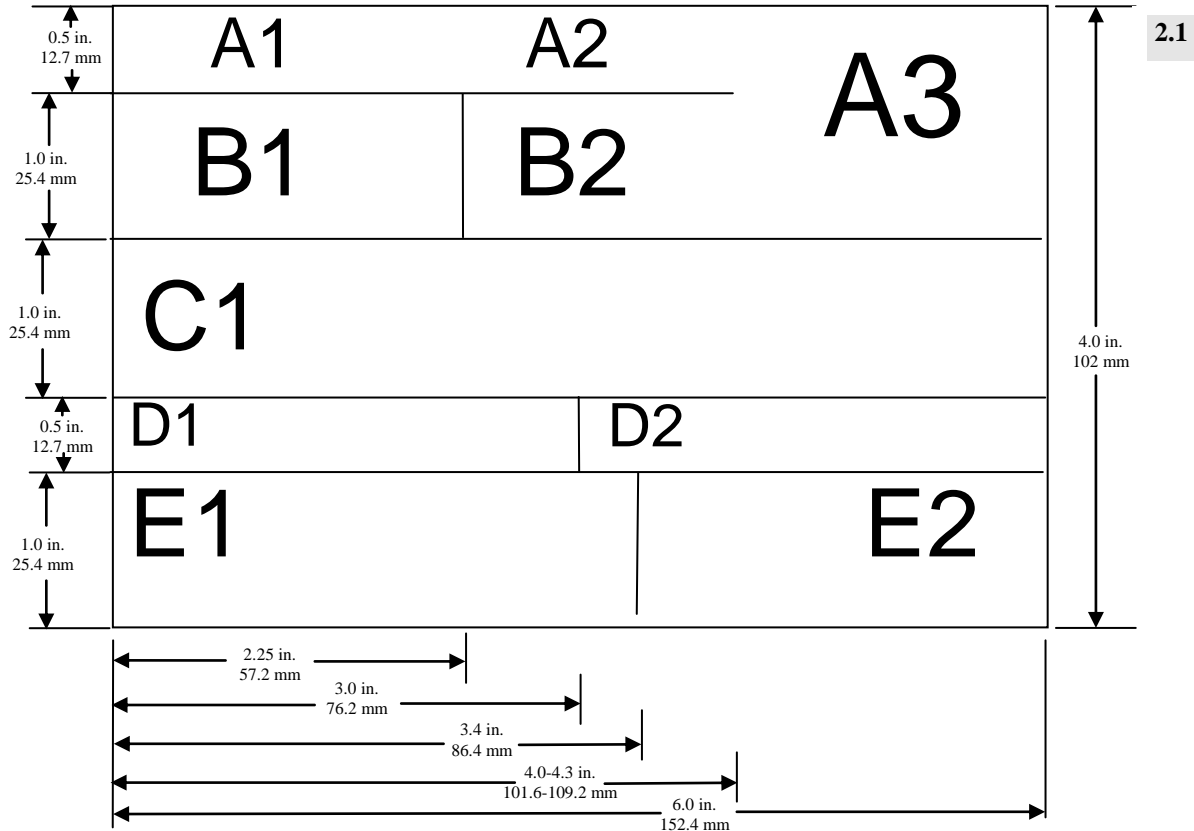 0.5 in.
12.7 mm
A1
A2
A3
2.1
1.0 in.
25.4 mm
B1
B2
1.0 in.
25.4 mm
C1
4.0 in.
102 mm
0.5 in.
12.7 mm
D1
D2
1.0 in.
25.4 mm
E1
E2
2.25 in.
57.2 mm
3.0 in.
76.2 mm
3.4 in.
86.4 mm
4.0-4.3 in.
101.6-109.2 mm
6.0 in.
152.4 mm